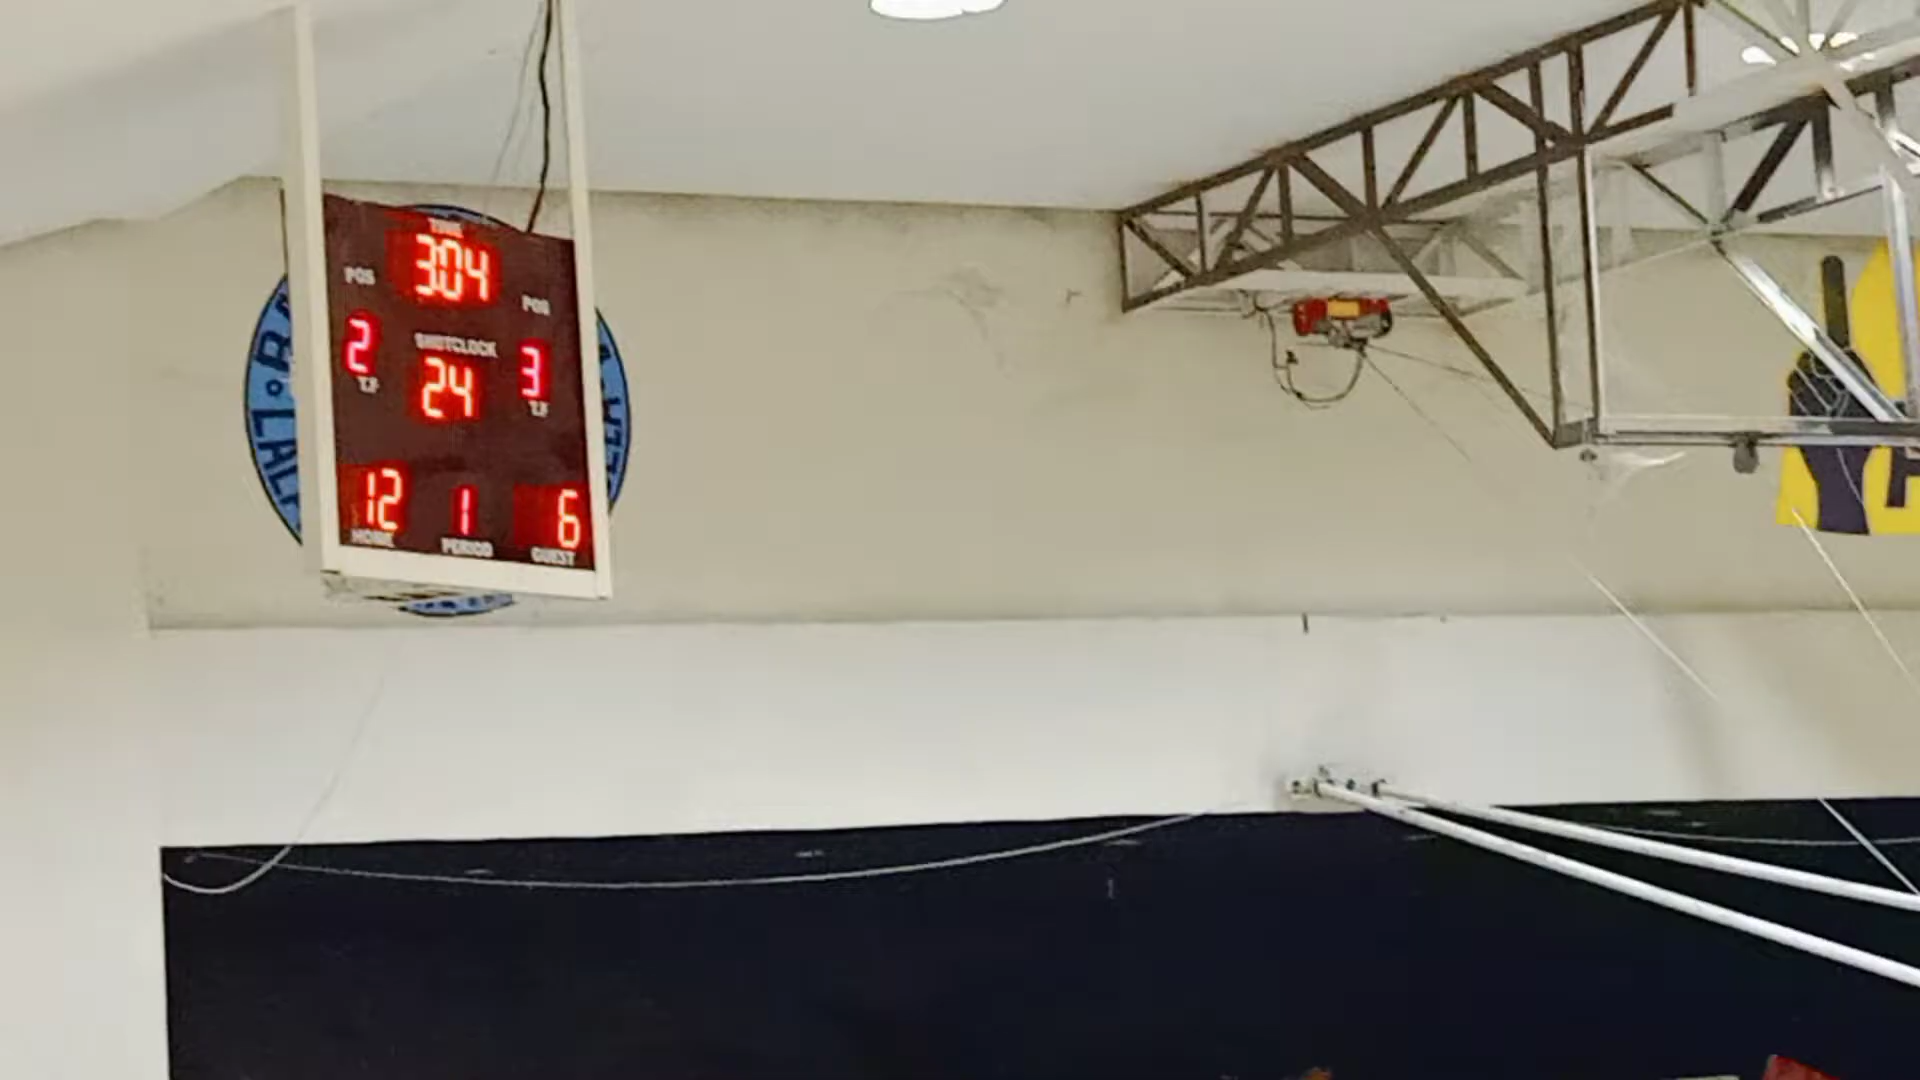 TIME
3:04
POS
POS
2
SHOTCLOCK
3
T.F
24
T.F
12
1
6
HOME
PERIOD
GUEST